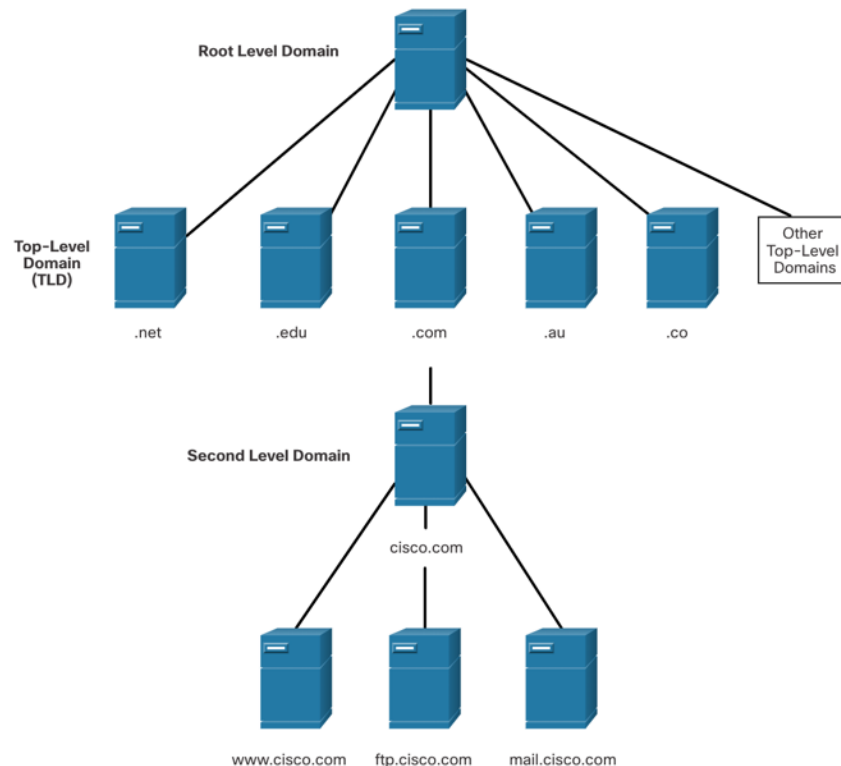 Root Level Domain
Top-Level
Domain
(TLD)
Other
Top-Level
Domains
.net
.edu
.com
.au
.co
Second Level Domain
cisco.com
www.cisco.com
ftp.cisco.com
mail.cisco.com